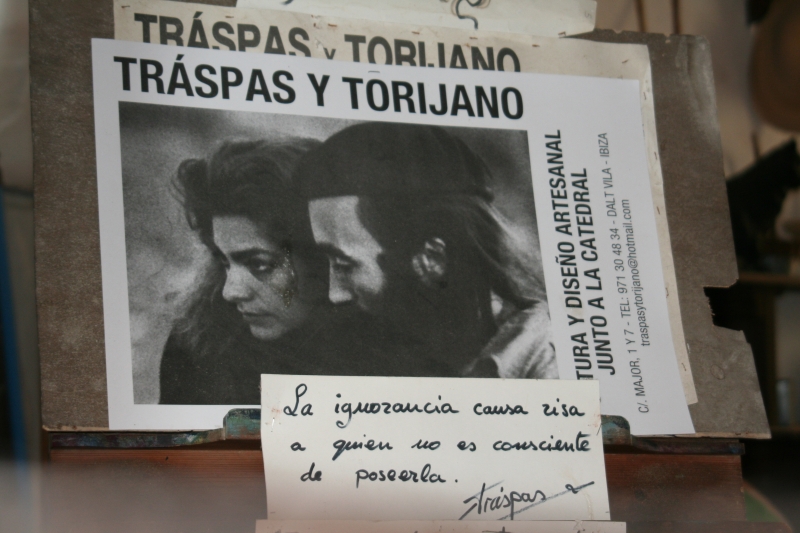 TRÁSPAS Y TORIJANO
TRÁSPAS Y TORIJANO
TURA Y DISEÑO ARTESANAL
JUNTO A LA CATEDRAL
C/. MAJOR, 1 Y 7 - TEL: 971 30 48 34 - DALT VILA - IBIZA
traspasytorijano@hotmail.com
La ignorancia causa risa
a quien no es consciente
de poseerla.
Tráspas